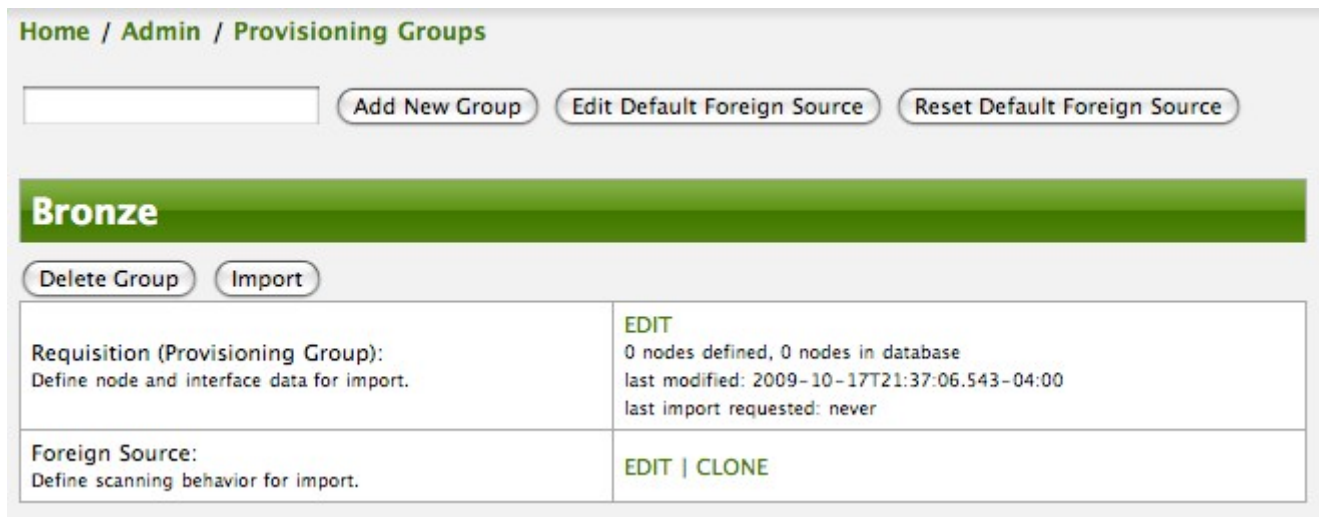 Home / Admin / Provisioning Groups
Add New Group Edit Default Foreign Source Reset Default Foreign Source
Bronze
Delete Group Import
Requisition (Provisioning Group):
Define node and interface data for import.
EDIT
0 nodes defined, 0 nodes in database
last modified: 2009-10-17T21:37:06.543-04:00
last import requested: never
Foreign Source:
Define scanning behavior for import.
EDIT | CLONE